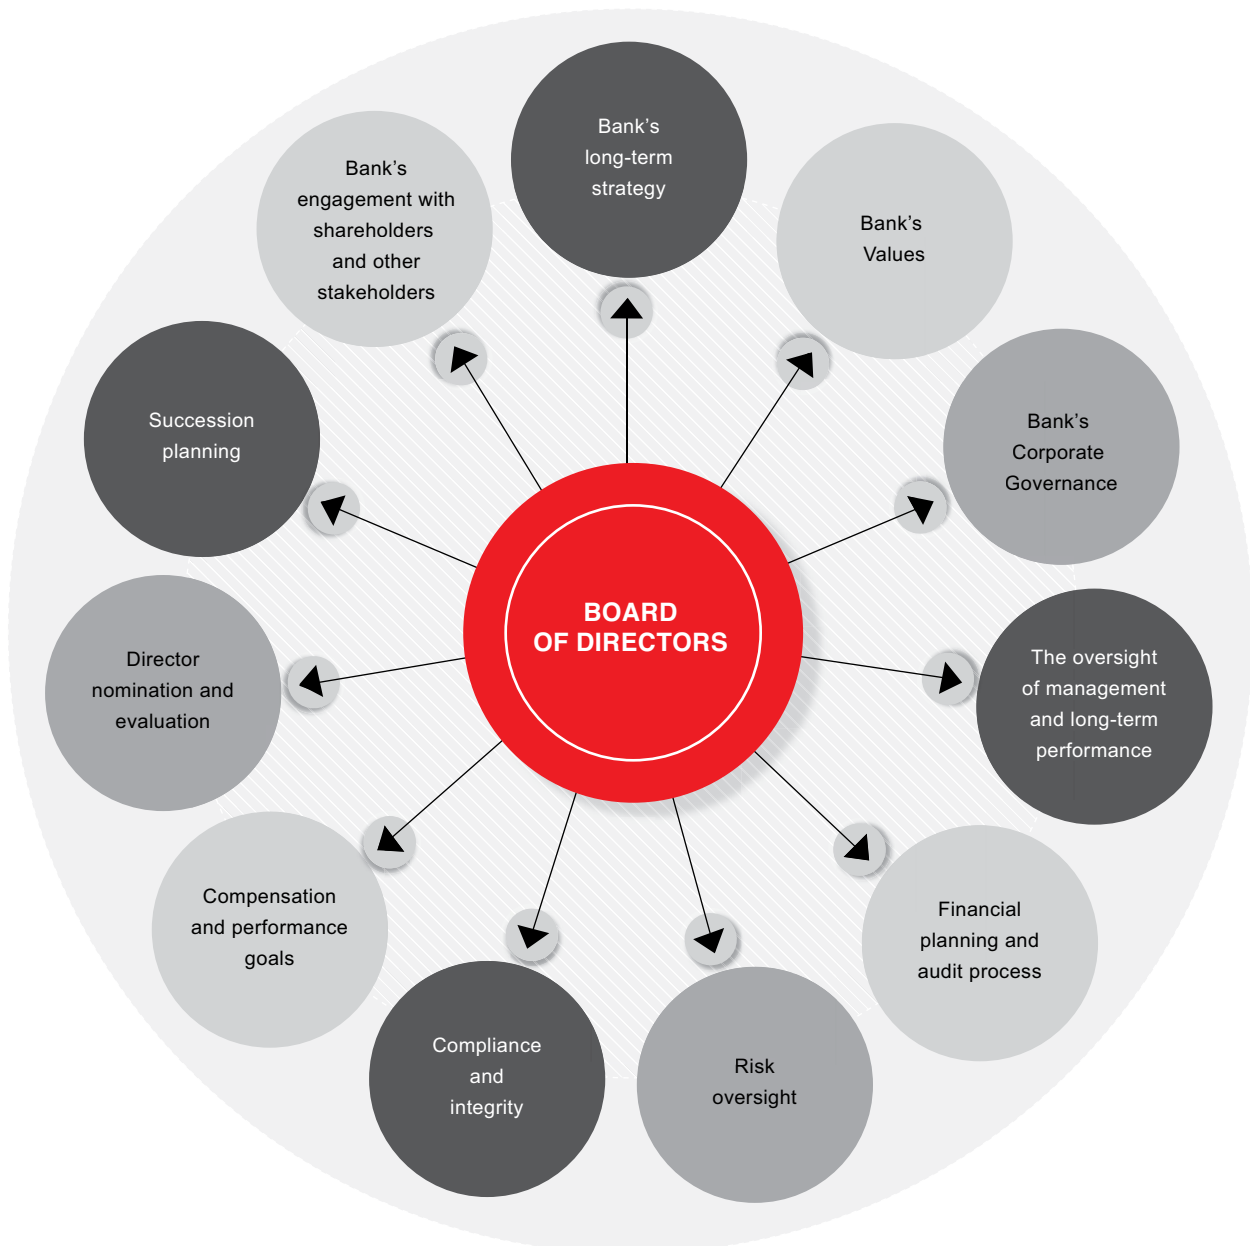 Bank's
long-term
strategy
Bank's
Values
Bank's
Corporate
Governance
The oversight
of management
and long-term
performance
Financial
planning and
audit process
Risk
oversight
Compliance
and
integrity
Compensation
and performance
goals
Director
nomination and
evaluation
Succession
planning
Bank's
engagement with
shareholders
and other
stakeholders
BOARD
OF DIRECTORS